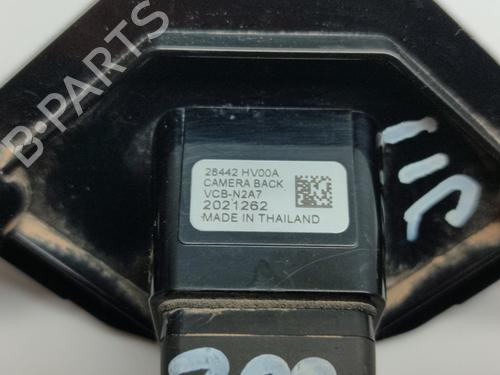 B-PARTS
28442 HV00A
CAMERA BACK
VCB-N2A7
2021262
MADE IN THAILAND